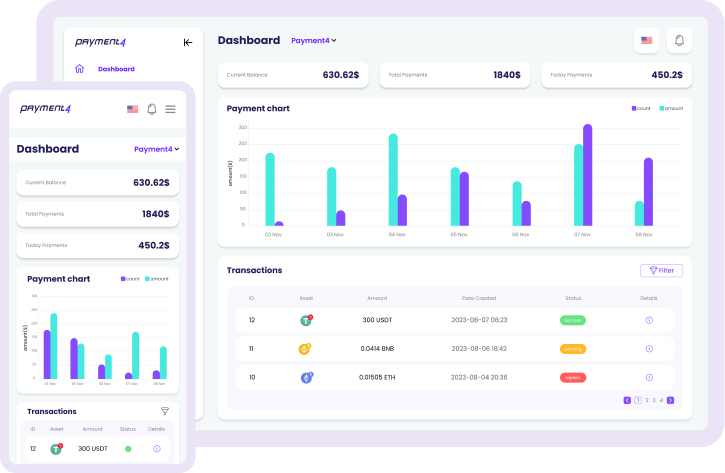 PAYMENT4
Dashboard
Dashboard Payment4
Current Balance 630.62$
Total Payments 1840$
Today Payments 450.2$
Payment chart
count amount
amount($)
300
250
200
150
100
50
0
02 Nov 03 Nov 04 Nov 05 Nov 06 Nov 07 Nov 08 Nov
Transactions
Filter
ID Asset Amount Date Created Status Details
12 300 USDT 2023-08-07 08:23
11 0.0414 BNB 2023-08-06 18:42 pending
10 0.01505 ETH 2023-08-04 20:36 expired
1 2 3 4
PAYMENT4
Dashboard Payment4
Current Balance 630.62$
Total Payments 1840$
Today Payments 450.2$
Payment chart
count amount
amount($)
300
250
200
150
100
50
0
05 Nov 06 Nov 07 Nov 08 Nov
Transactions
ID Asset Amount Status Details
12 300 USDT